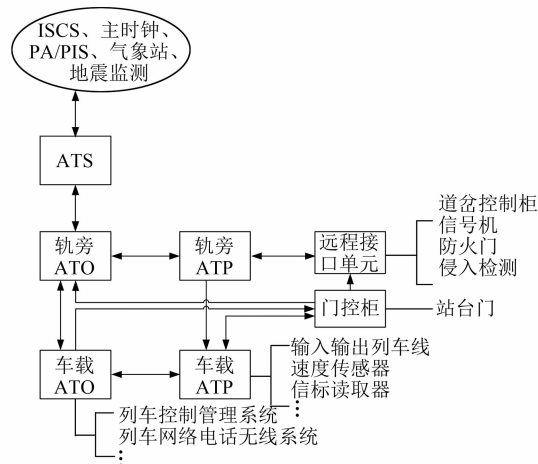 ISCS、主时钟、
PA/PIS、气象站、
地震监测
ATS
轨旁
ATO
轨旁
ATP
远程接
口单元
道岔控制柜
信号机
防火门
侵入检测
门控柜
站台门
车载
ATO
车载
ATP
输入输出列车线
速度传感器
信标读取器
⋮
列车控制管理系统
列车网络电话无线系统
⋮